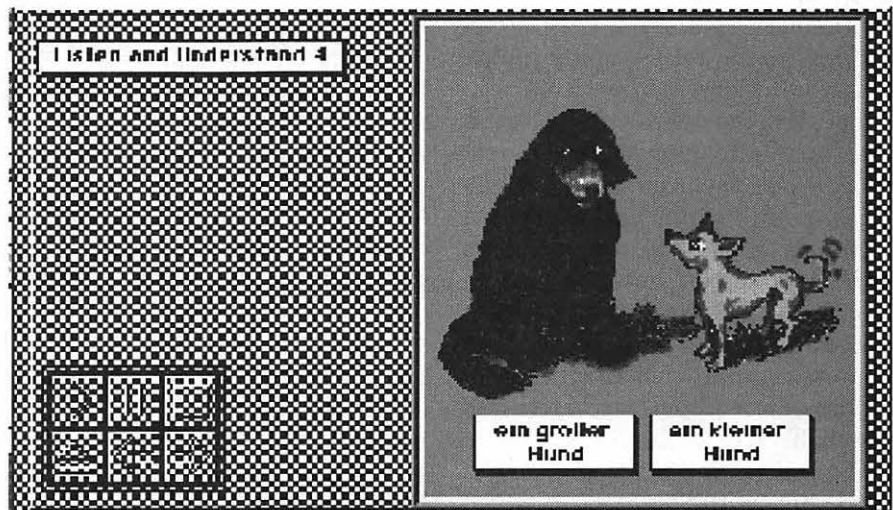 Listen and Understand 4
ein großer
Hund
ein kleiner
Hund